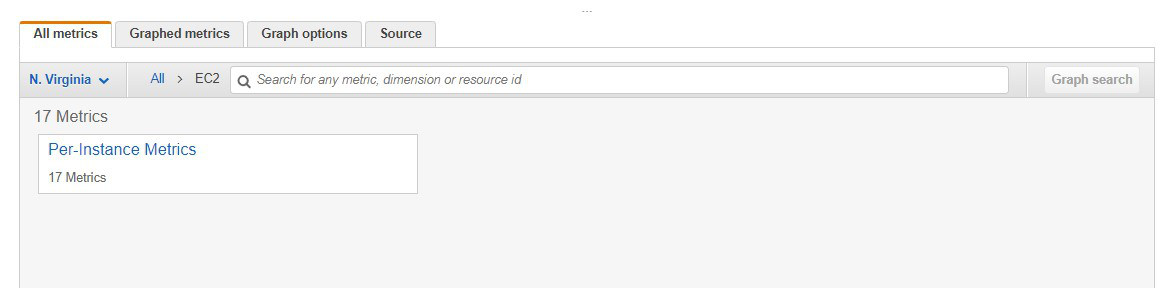 ...
All metrics Graphed metrics Graph options Source
N. Virginia All > EC2 Search for any metric, dimension or resource id Graph search
17 Metrics
Per-Instance Metrics
17 Metrics